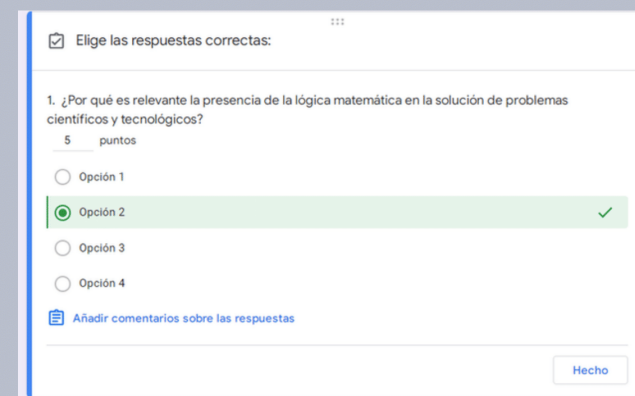 Elige las respuestas correctas:
1. ¿Por qué es relevante la presencia de la lógica matemática en la solución de problemas
científicos y tecnológicos?
5 puntos
Opción 1
Opción 2
Opción 3
Opción 4
Añadir comentarios sobre las respuestas
Hecho